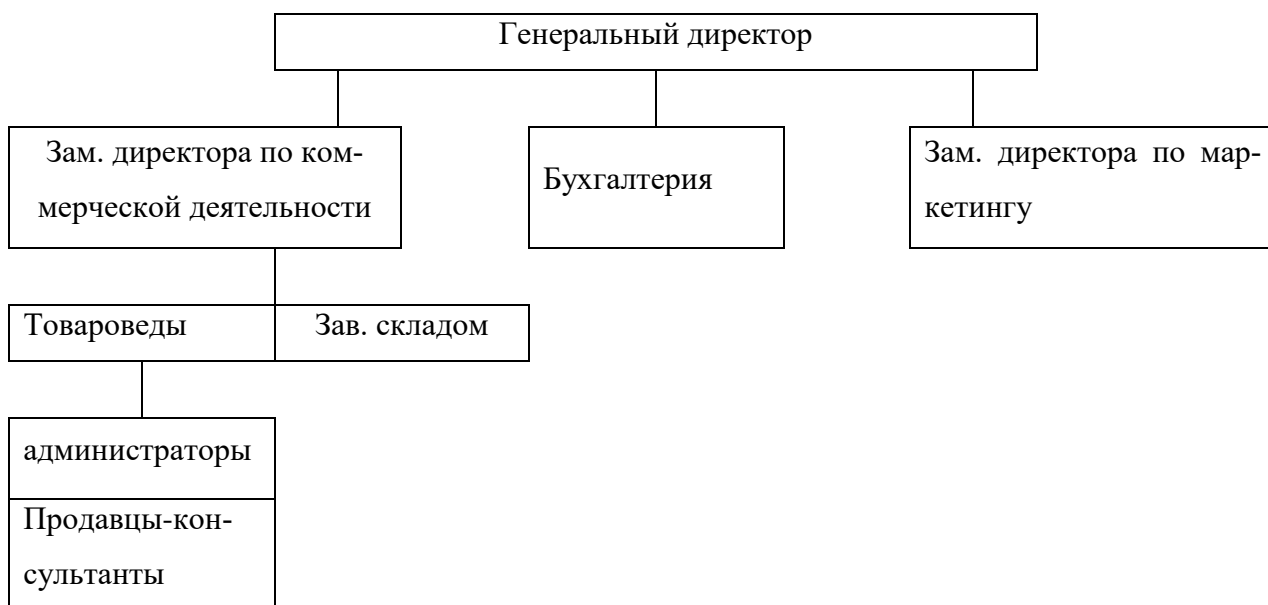 Генеральный директор
Зам. директора по ком-
мерческой деятельности
Бухгалтерия
Зам. директора по мар-
кетингу
Товароведы
Зав. складом
администраторы
Продавцы-кон-
сультанты